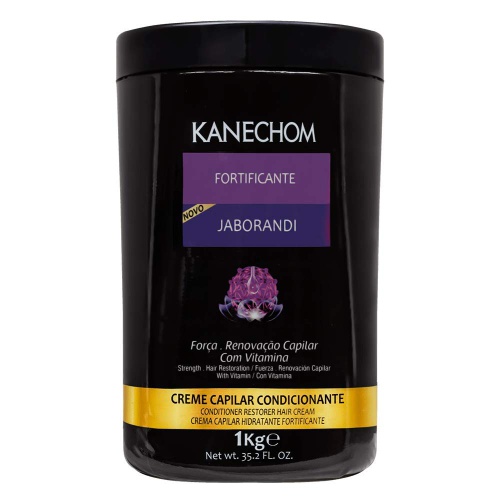 KANECHOM
FORTIFICANTE
NOVO
JABORANDI
Força . Renovação Capilar
Com Vitamina
Strength . Hair Restoration / Fuerza . Renovación Capilar
With Vitamin / Con Vitamina
CREME CAPILAR CONDICIONANTE
CONDITIONER RESTORER HAIR CREAM
CREMA CAPILAR HIDRATANTE FORTIFICANTE
1Kg℮
Net wt. 35.2 FL. OZ.